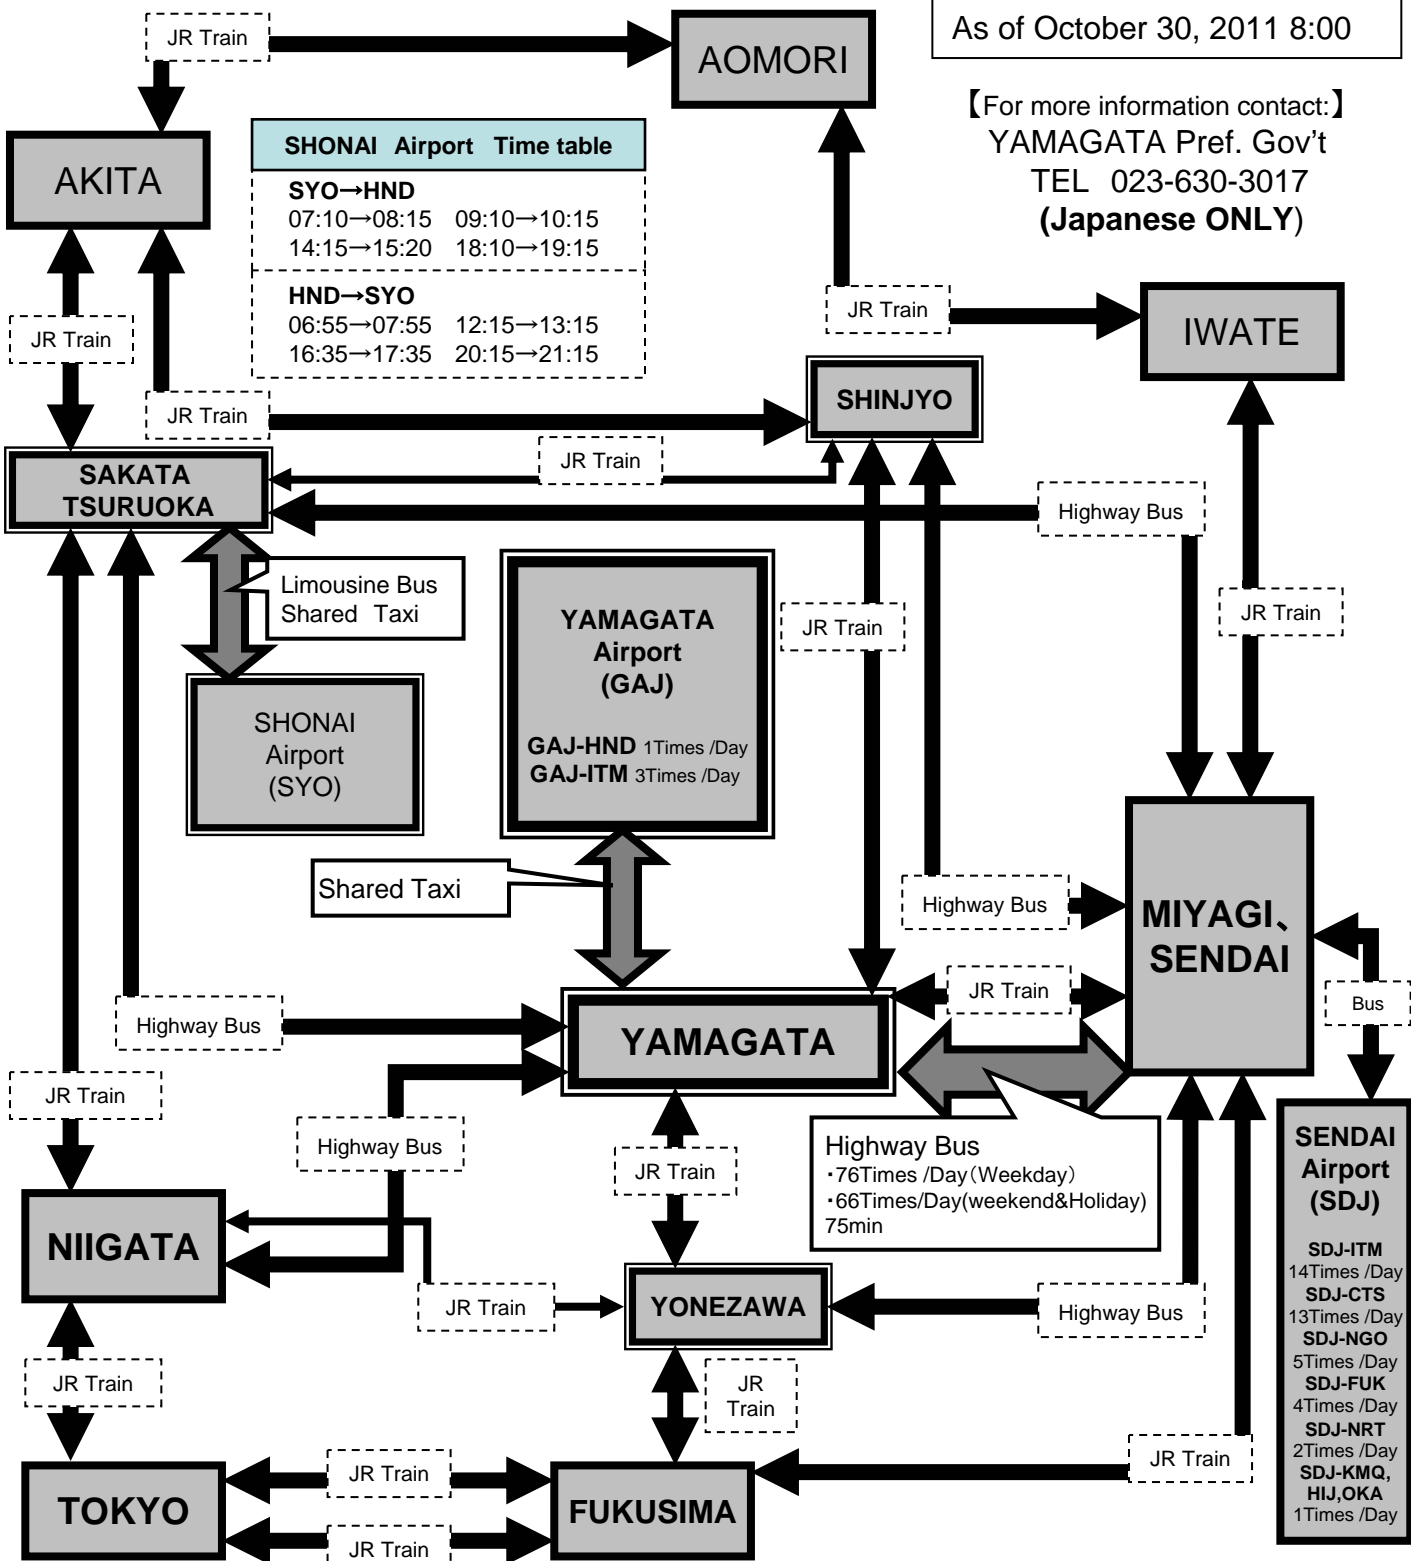 As of October 30, 2011 8:00
【For more information contact:】
YAMAGATA Pref. Gov't
TEL 023-630-3017
(Japanese ONLY)
JR Train
AOMORI
AKITA
SHONAI Airport Time table
SYO→HND
07:10→08:15 09:10→10:15
14:15→15:20 18:10→19:15
HND→SYO
06:55→07:55 12:15→13:15
16:35→17:35 20:15→21:15
JR Train
JR Train
IWATE
JR Train
SHINJYO
JR Train
SAKATA
TSURUOKA
Highway Bus
Limousine Bus
Shared Taxi
YAMAGATA
Airport
(GAJ)
GAJ-HND 1Times /Day
GAJ-ITM 3Times /Day
JR Train
JR Train
SHONAI
Airport
(SYO)
Shared Taxi
Highway Bus
MIYAGI、
SENDAI
JR Train
Bus
Highway Bus
YAMAGATA
JR Train
Highway Bus
JR Train
Highway Bus
・76Times /Day（Weekday）
・66Times/Day(weekend&Holiday)
75min
SENDAI
Airport
(SDJ)
SDJ-ITM
14Times /Day
SDJ-CTS
13Times /Day
SDJ-NGO
5Times /Day
SDJ-FUK
4Times /Day
SDJ-NRT
2Times /Day
SDJ-KMQ,
HIJ,OKA
1Times /Day
NIIGATA
JR Train
YONEZAWA
Highway Bus
JR Train
JR
Train
JR Train
TOKYO
JR Train
FUKUSIMA
JR Train